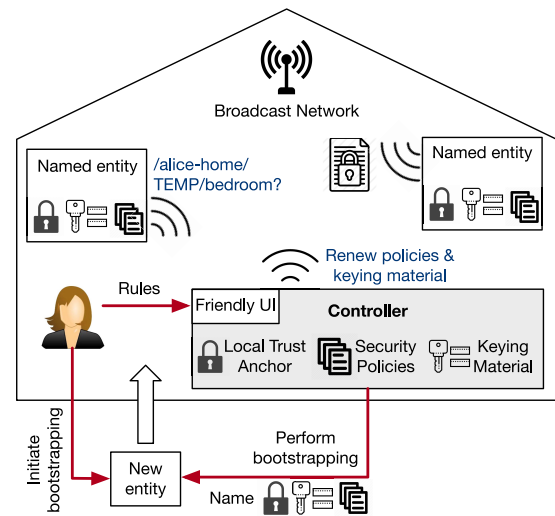 Broadcast Network
Named entity
/alice-home/
TEMP/bedroom?
Named entity
Renew policies &
keying material
Rules
Friendly UI
Controller
Local Trust
Anchor
Security
Policies
Keying
Material
Initiate
bootstrapping
New
entity
Perform
bootstrapping
Name